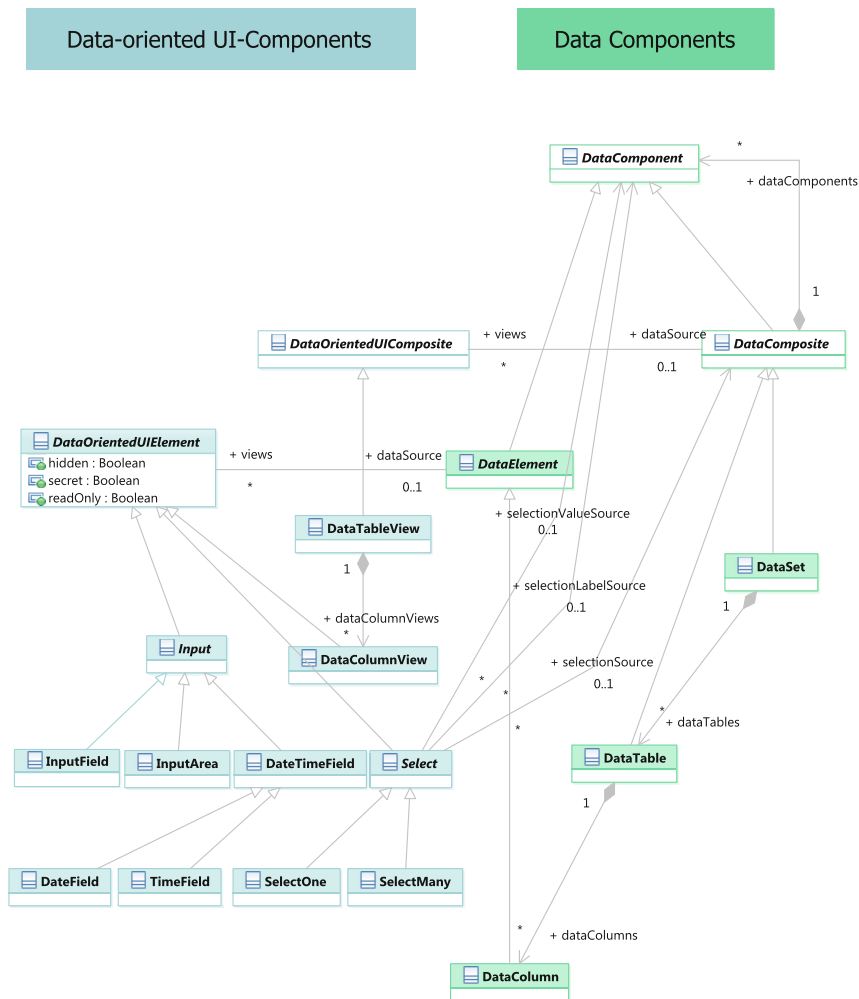 Data-oriented UI-Components
Data Components
DataComponent
*
+ dataComponents
1
+ views
+ dataSource
DataOrientedUIComposite
DataComposite
*
0..1
DataOrientedUIElement
hidden : Boolean
secret : Boolean
readOnly : Boolean
+ views
+ dataSource
*
0..1
DataElement
+ selectionValueSource
0..1
DataTableView
1
DataSet
+ selectionLabelSource
0..1
1
+ dataColumnViews
*
Input
DataColumnView
+ selectionSource
0..1
*
*
*
*
+ dataTables
InputField
InputArea
DateTimeField
Select
DataTable
1
DateField
TimeField
SelectOne
SelectMany
*
+ dataColumns
DataColumn